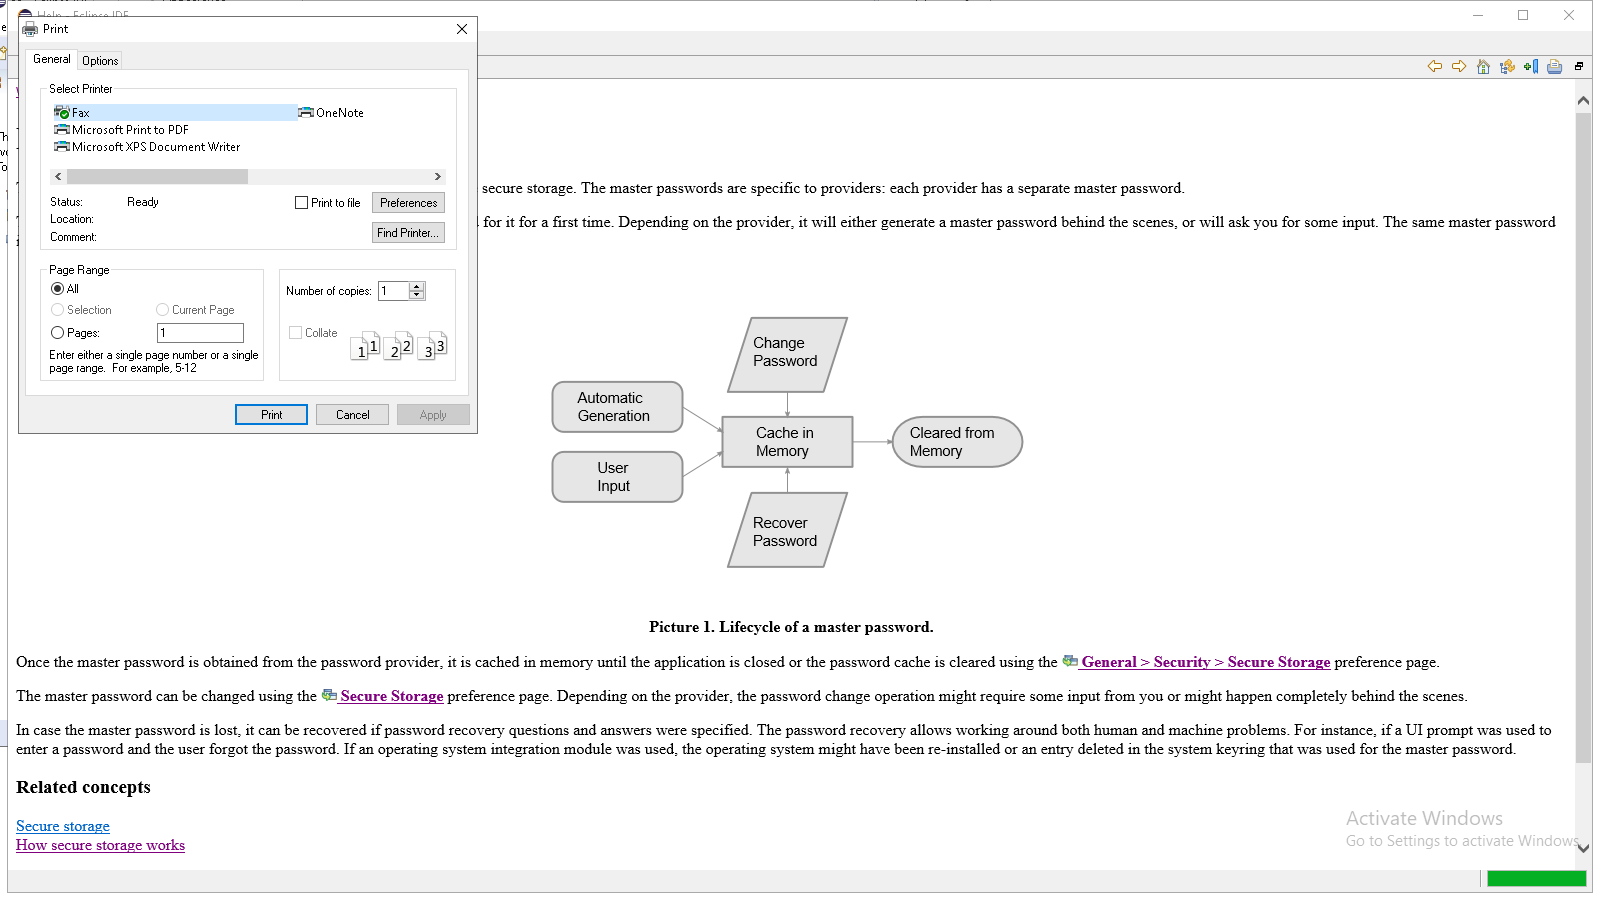 Help - Eclipse IDE
Print
General
Options
Select Printer
Fax
OneNote
Microsoft Print to PDF
Microsoft XPS Document Writer
Status:
Ready
Print to file
Preferences
Location:
Comment:
Find Printer...
Page Range
All
Selection
Current Page
Pages:
1
Enter either a single page number or a single
page range. For example, 5-12
Number of copies:
1
Collate
1 1 2 2 3 3
Print
Cancel
Apply
secure storage. The master passwords are specific to providers: each provider has a separate master password.
for it for a first time. Depending on the provider, it will either generate a master password behind the scenes, or will ask you for some input. The same master password
Change
Password
Automatic
Generation
Cache in
Memory
Cleared from
Memory
User
Input
Recover
Password
Picture 1. Lifecycle of a master password.
Once the master password is obtained from the password provider, it is cached in memory until the application is closed or the password cache is cleared using the General > Security > Secure Storage preference page.
The master password can be changed using the Secure Storage preference page. Depending on the provider, the password change operation might require some input from you or might happen completely behind the scenes.
In case the master password is lost, it can be recovered if password recovery questions and answers were specified. The password recovery allows working around both human and machine problems. For instance, if a UI prompt was used to
enter a password and the user forgot the password. If an operating system integration module was used, the operating system might have been re-installed or an entry deleted in the system keyring that was used for the master password.
Related concepts
Secure storage
How secure storage works
Activate Windows
Go to Settings to activate Windows.